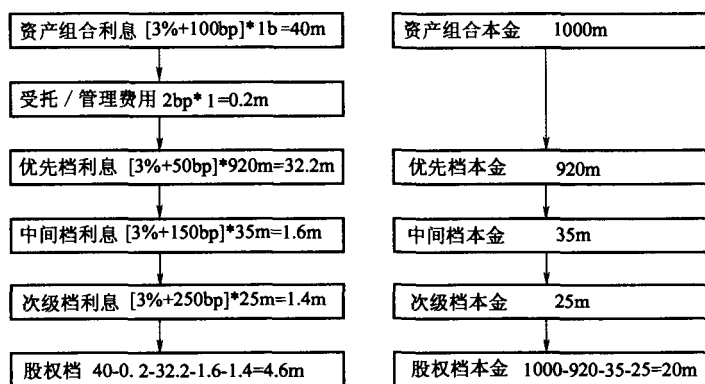 资产组合利息 [3%+100bp]*1b=40m
受托/管理费用 2bp*1=0.2m
优先档利息 [3%+50bp]*920m=32.2m
中间档利息 [3%+150bp]*35m=1.6m
次级档利息 [3%+250bp]*25m=1.4m
股权档 40-0.2-32.2-1.6-1.4=4.6m
资产组合本金 1000m
优先档本金 920m
中间档本金 35m
次级档本金 25m
股权档本金 1000-920-35-25=20m